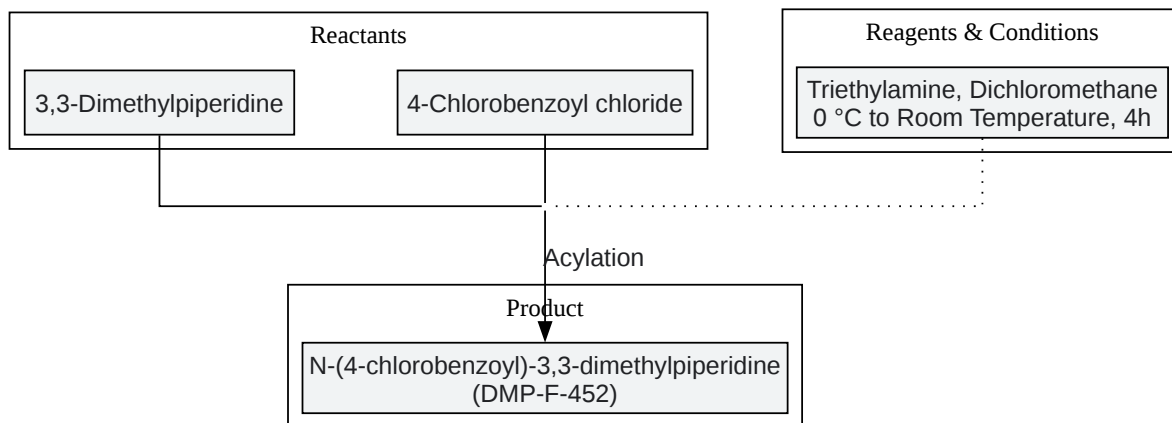 Reactants
3,3-Dimethylpiperidine
4-Chlorobenzoyl chloride
Reagents & Conditions
Triethylamine, Dichloromethane
0 °C to Room Temperature, 4h
Acylation
Product
N-(4-chlorobenzoyl)-3,3-dimethylpiperidine
(DMP-F-452)